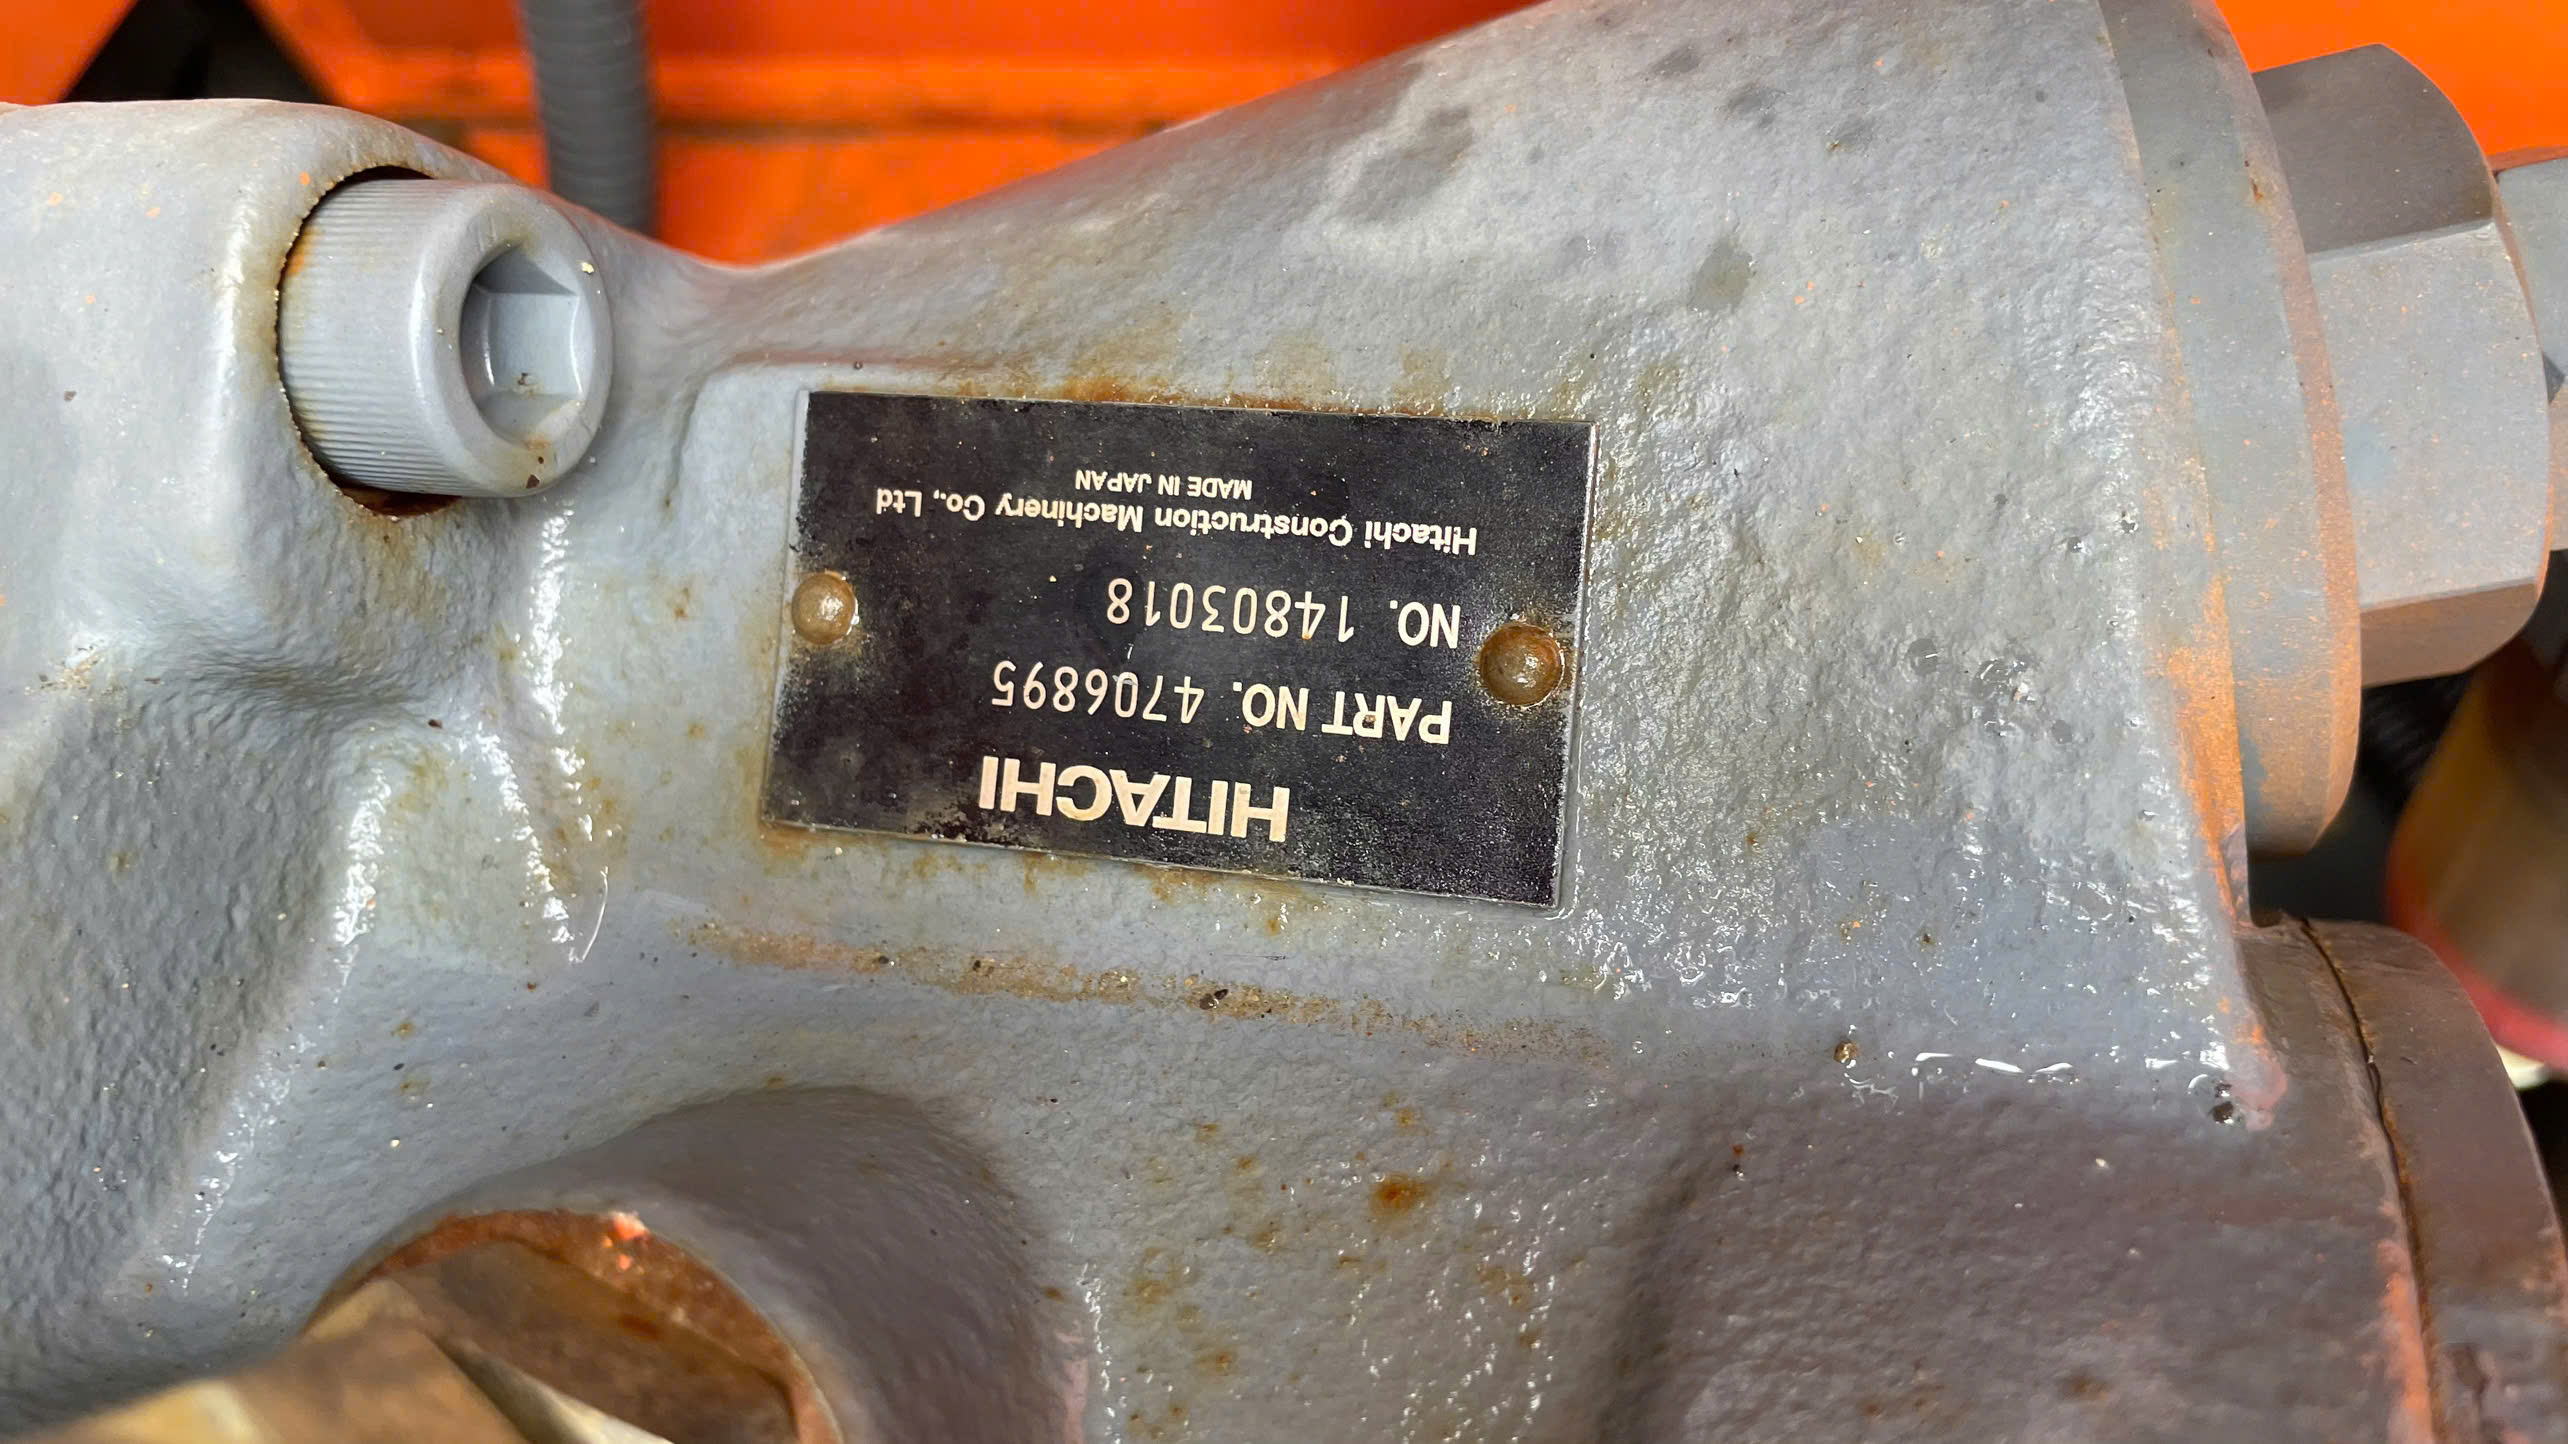 HITACHI
PART NO. 4706895
NO. 14803018
Hitachi Construction Machinery Co., Ltd
MADE IN JAPAN